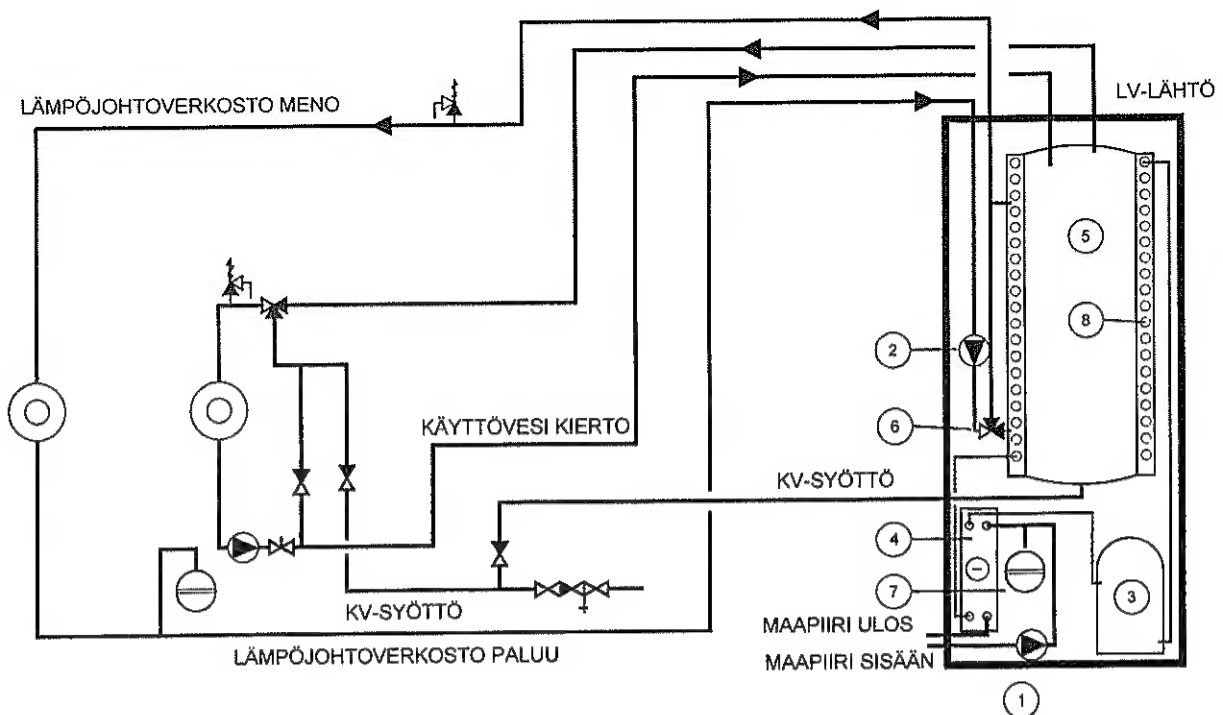 LÄMPÖJOHTOVERKOSTO MENO
LV-LÄHTÖ
5
8
2
KÄYTTÖVESI KIERTO
6
KV-SYÖTTÖ
4
7
3
KV-SYÖTTÖ
MAAPIIRI ULOS
LÄMPÖJOHTOVERKOSTO PALUU
MAAPIIRI SISÄÄN
1